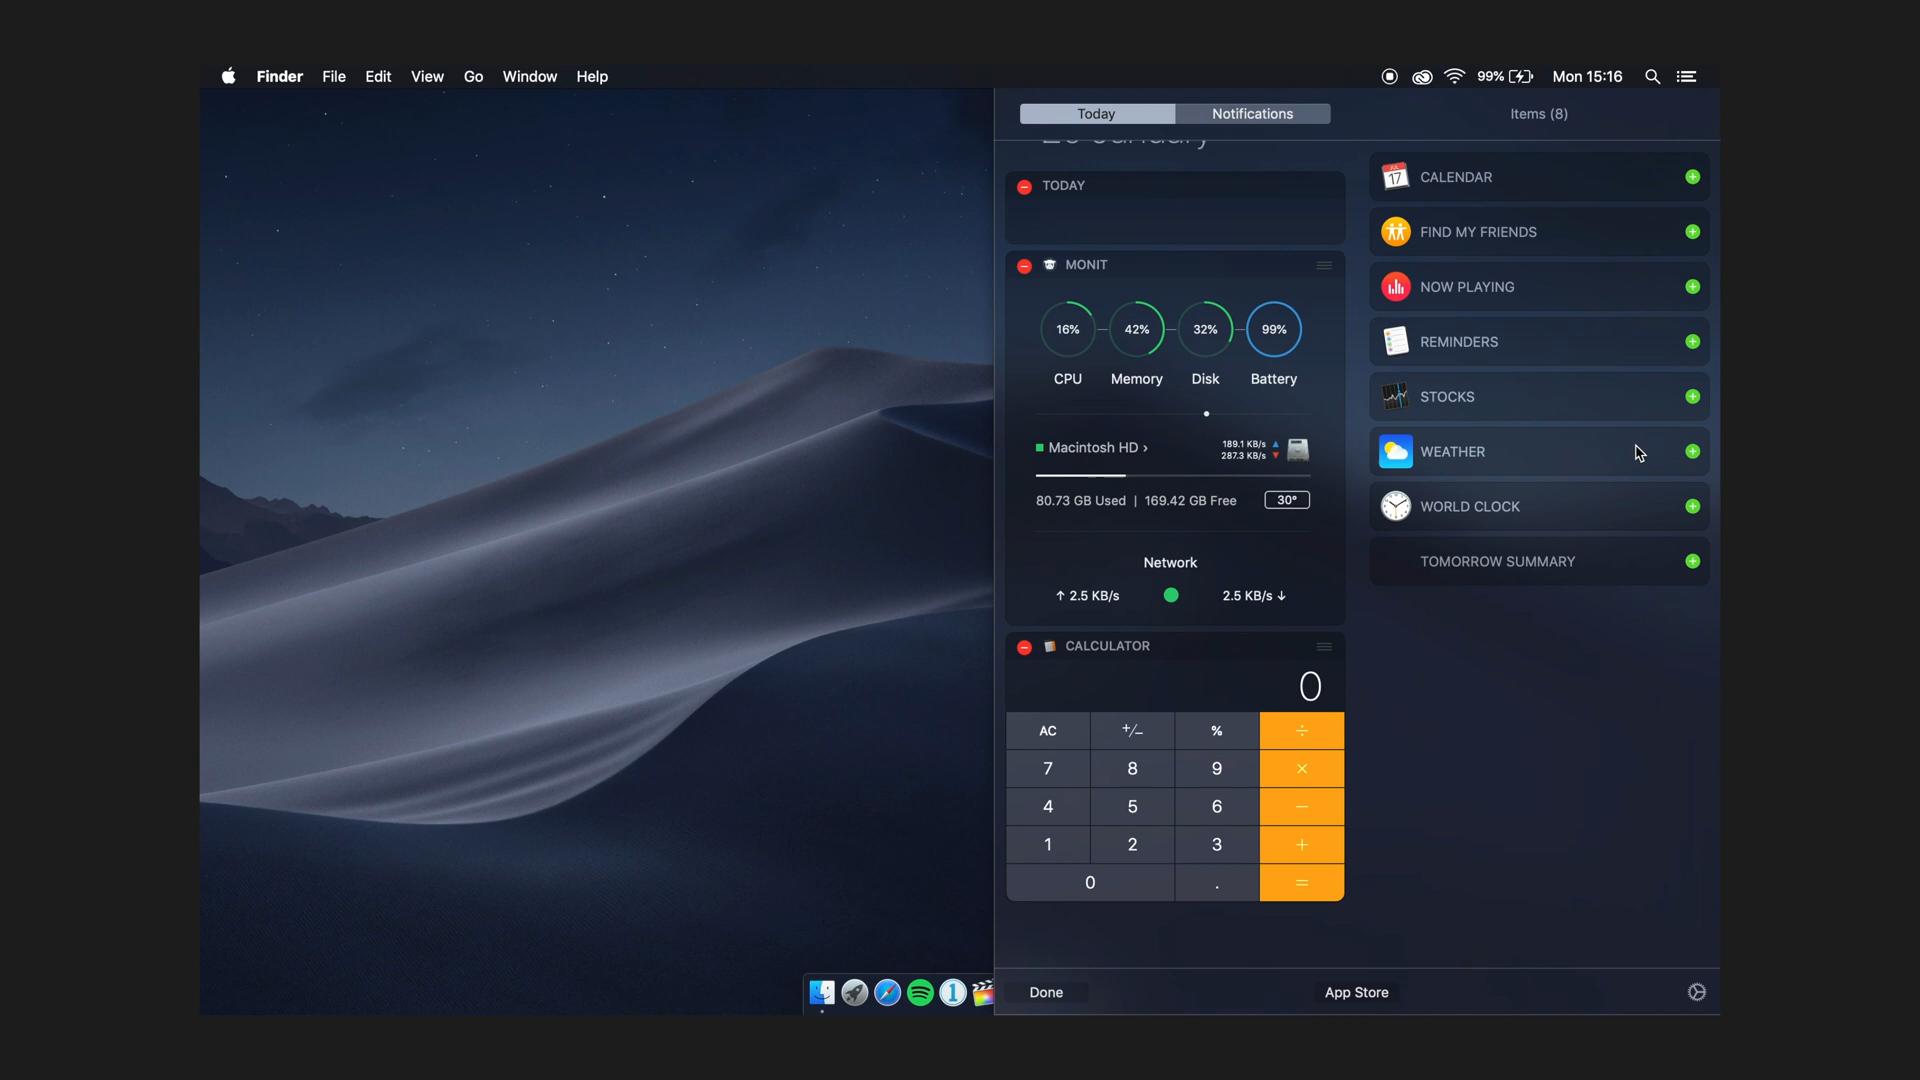 Finder File Edit View Go Window Help
99% Mon 15:16
Today Notifications
Items (8)
TODAY
MONIT
16% 42% 32% 99%
CPU Memory Disk Battery
Macintosh HD ›
189.1 KB/s
287.3 KB/s
80.73 GB Used | 169.42 GB Free 30°
Network
↑ 2.5 KB/s 2.5 KB/s ↓
CALCULATOR
0
AC +/− % ÷
7 8 9 ×
4 5 6 −
1 2 3 +
0 . =
JUL
17
CALENDAR
FIND MY FRIENDS
NOW PLAYING
REMINDERS
STOCKS
WEATHER
WORLD CLOCK
TOMORROW SUMMARY
1
Done App Store